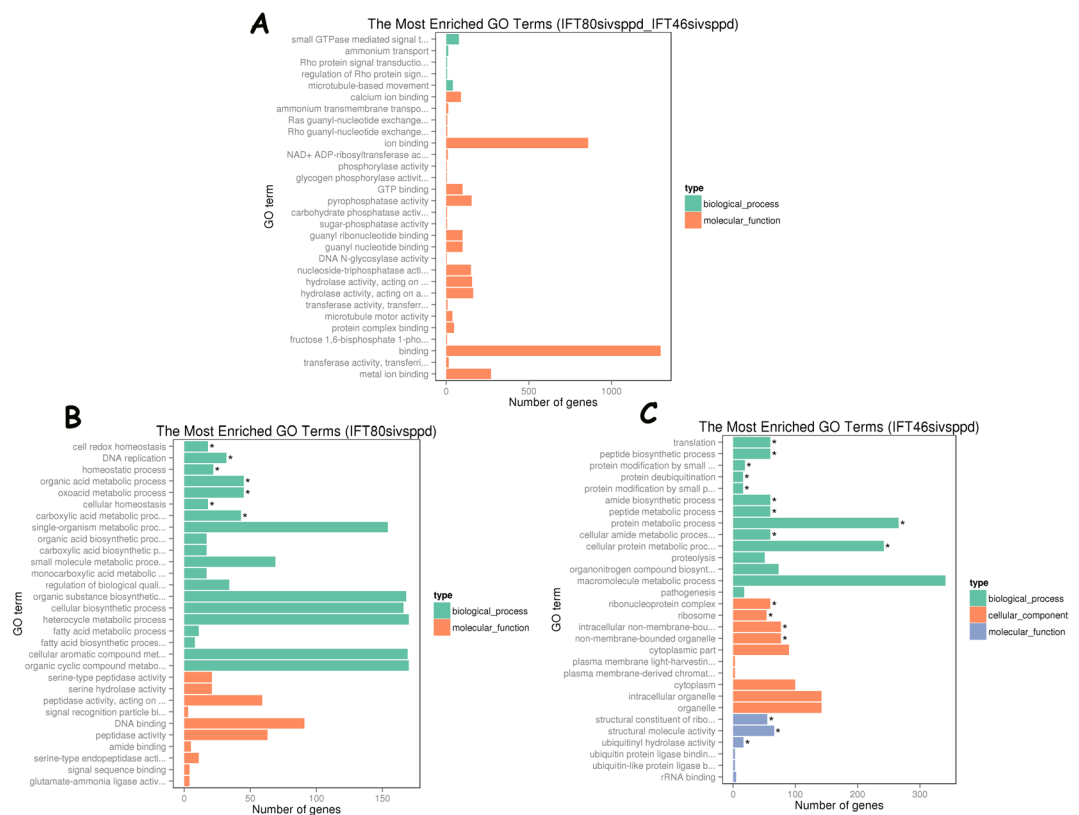 A
The Most Enriched GO Terms (IFT80sivsppd_IFT46sivsppd)
small GTPase mediated signal t...
ammonium transport
Rho protein signal transductio...
regulation of Rho protein sign...
microtubule-based movement
calcium ion binding
ammonium transmembrane transpo...
Ras guanyl-nucleotide exchange...
Rho guanyl-nucleotide exchange...
ion binding
NAD+ ADP-ribosyltransferase ac...
phosphorylase activity
glycogen phosphorylase activit...
GTP binding
pyrophosphatase activity
carbohydrate phosphatase activ...
sugar-phosphatase activity
guanyl ribonucleotide binding
guanyl nucleotide binding
DNA N-glycosylase activity
nucleoside-triphosphatase acti...
hydrolase activity, acting on ...
hydrolase activity, acting on a...
transferase activity, transferr...
microtubule motor activity
protein complex binding
fructose 1,6-bisphosphate 1-pho...
binding
transferase activity, transferri...
metal ion binding
GO term
0 500 1000
Number of genes
type
biological_process
molecular_function
B
The Most Enriched GO Terms (IFT80sivsppd)
cell redox homeostasis *
DNA replication *
homeostatic process *
organic acid metabolic process *
oxoacid metabolic process *
cellular homeostasis *
carboxylic acid metabolic proc... *
single-organism metabolic proc...
organic acid biosynthetic proc...
carboxylic acid biosynthetic p...
small molecule metabolic proce...
monocarboxylic acid metabolic ...
regulation of biological quali...
organic substance biosynthetic...
cellular biosynthetic process
heterocycle metabolic process
fatty acid metabolic process
fatty acid biosynthetic proces...
cellular aromatic compound met...
organic cyclic compound metabo...
serine-type peptidase activity
serine hydrolase activity
peptidase activity, acting on ...
signal recognition particle bi...
DNA binding
peptidase activity
amide binding
serine-type endopeptidase acti...
signal sequence binding
glutamate-ammonia ligase activ...
GO term
0 50 100 150
Number of genes
type
biological_process
molecular_function
C
The Most Enriched GO Terms (IFT46sivsppd)
translation *
peptide biosynthetic process *
protein modification by small ... *
protein deubiquitination *
protein modification by small p... *
amide biosynthetic process *
peptide metabolic process *
protein metabolic process *
cellular amide metabolic proces... *
cellular protein metabolic proc... *
proteolysis
organonitrogen compound biosynt...
macromolecule metabolic process
pathogenesis
ribonucleoprotein complex *
ribosome *
intracellular non-membrane-bou... *
non-membrane-bounded organelle *
cytoplasmic part
plasma membrane light-harvestin...
plasma membrane-derived chromat...
cytoplasm
intracellular organelle
organelle
structural constituent of ribo... *
structural molecule activity *
ubiquitinyl hydrolase activity *
ubiquitin protein ligase bindin...
ubiquitin-like protein ligase b...
rRNA binding
GO term
0 100 200 300
Number of genes
type
biological_process
cellular_component
molecular_function